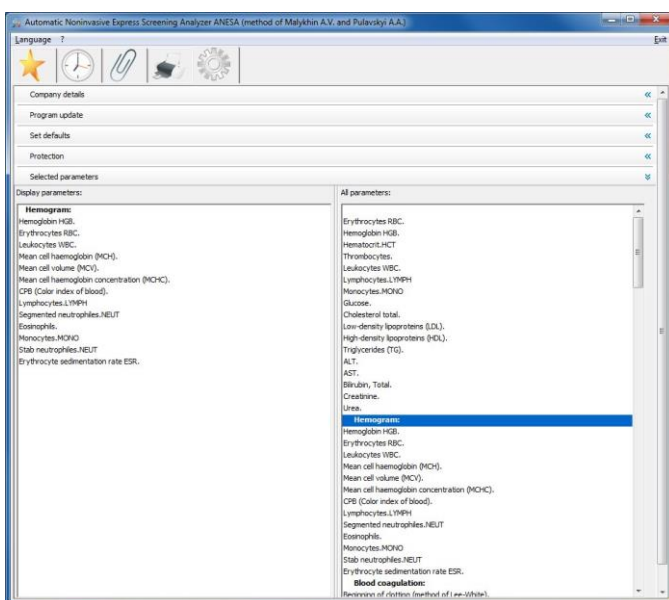 Automatic Noninvasive Express Screening Analyzer ANESA (method of Malykhin A.V. and Pulavskyi A.A.)
Language ? Exit
Company details
Program update
Set defaults
Protection
Selected parameters
Display parameters:
Hemogram:
Hemoglobin HGB.
Erythrocytes RBC.
Leukocytes WBC.
Mean cell haemoglobin (MCH).
Mean cell volume (MCV).
Mean cell haemoglobin concentration (MCHC).
CPB (Color index of blood).
Lymphocytes.LYMPH
Segmented neutrophiles.NEUT
Eosinophils.
Monocytes.MONO
Stab neutrophiles.NEUT
Erythrocyte sedimentation rate ESR.
All parameters:
Erythrocytes RBC.
Hemoglobin HGB.
Hematocrit.HCT
Thrombocytes.
Leukocytes WBC.
Lymphocytes.LYMPH
Monocytes.MONO
Glucose.
Cholesterol total.
Low-density lipoproteins (LDL).
High-density lipoproteins (HDL).
Triglycerides (TG).
ALT.
AST.
Bilirubin, Total.
Creatinine.
Urea.
Hemogram:
Hemoglobin HGB.
Erythrocytes RBC.
Leukocytes WBC.
Mean cell haemoglobin (MCH).
Mean cell volume (MCV).
Mean cell haemoglobin concentration (MCHC).
CPB (Color index of blood).
Lymphocytes.LYMPH
Segmented neutrophiles.NEUT
Eosinophils.
Monocytes.MONO
Stab neutrophiles.NEUT
Erythrocyte sedimentation rate ESR.
Blood coagulation:
Beginning of clotting (method of Lee-White).